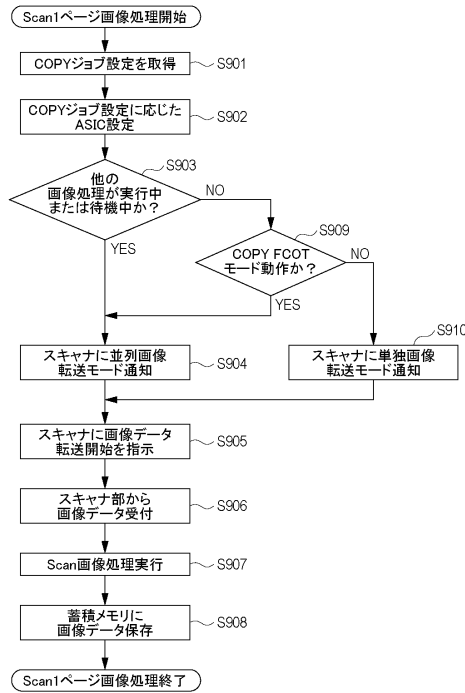 Scan1ページ画像処理開始
COPYジョブ設定を取得
S901
COPYジョブ設定に応じた
ASIC設定
S902
他の
画像処理が実行中
または待機中か？
S903
NO
YES
COPY FCOT
モード動作か？
S909
NO
YES
スキャナに並列画像
転送モード通知
S904
スキャナに単独画像
転送モード通知
S910
スキャナに画像データ
転送開始を指示
S905
スキャナ部から
画像データ受付
S906
Scan画像処理実行
S907
蓄積メモリに
画像データ保存
S908
Scan1ページ画像処理終了